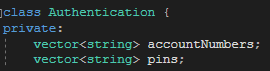 class Authentication {
private:
    vector<string> accountNumbers;
    vector<string> pins;